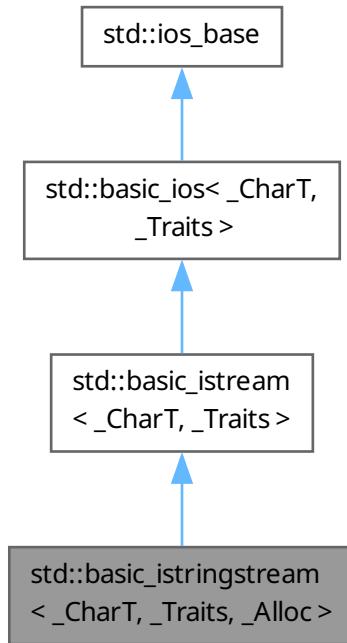 std::ios_base
std::basic_ios< _CharT,
_Traits >
std::basic_istream
< _CharT, _Traits >
std::basic_istringstream
< _CharT, _Traits, _Alloc >